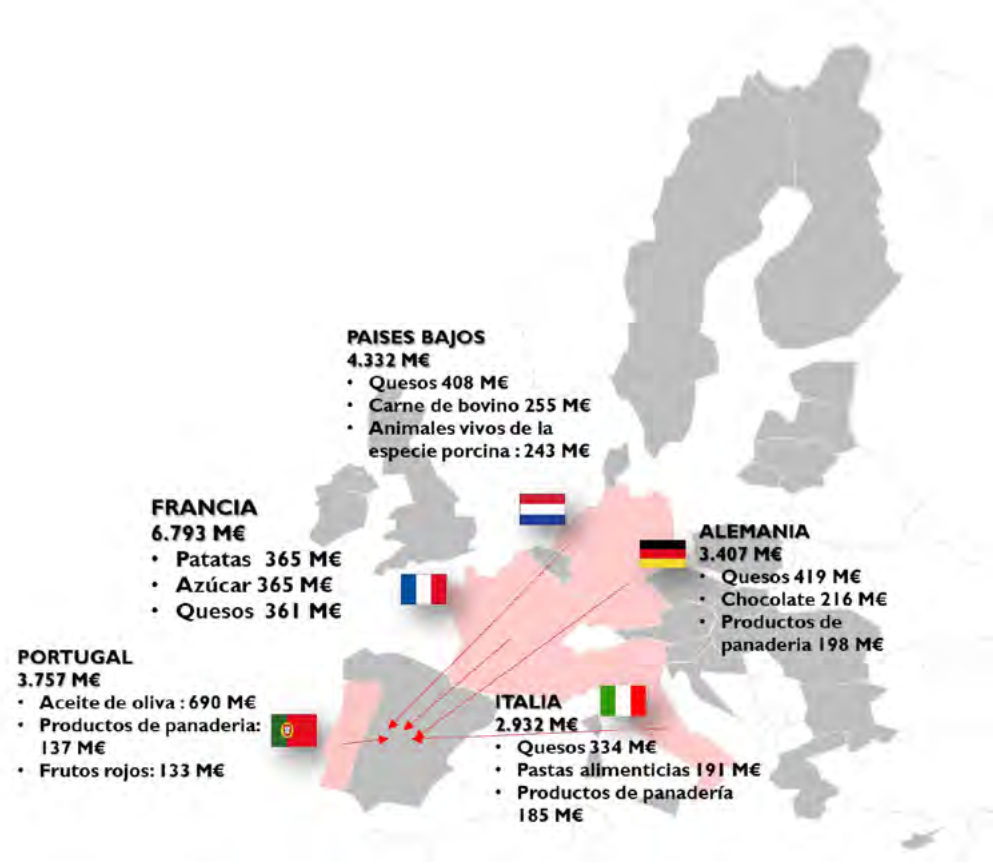 PAISES BAJOS
4.332 M€
• Quesos 408 M€
• Carne de bovino 255 M€
• Animales vivos de la
especie porcina : 243 M€
FRANCIA
6.793 M€
• Patatas 365 M€
• Azúcar 365 M€
• Quesos 361 M€
ALEMANIA
3.407 M€
• Quesos 419 M€
• Chocolate 216 M€
• Productos de
panaderia 198 M€
PORTUGAL
3.757 M€
• Aceite de oliva : 690 M€
• Productos de panaderia:
137 M€
• Frutos rojos: 133 M€
ITALIA
2.932 M€
• Quesos 334 M€
• Pastas alimenticias 191 M€
• Productos de panadería
185 M€